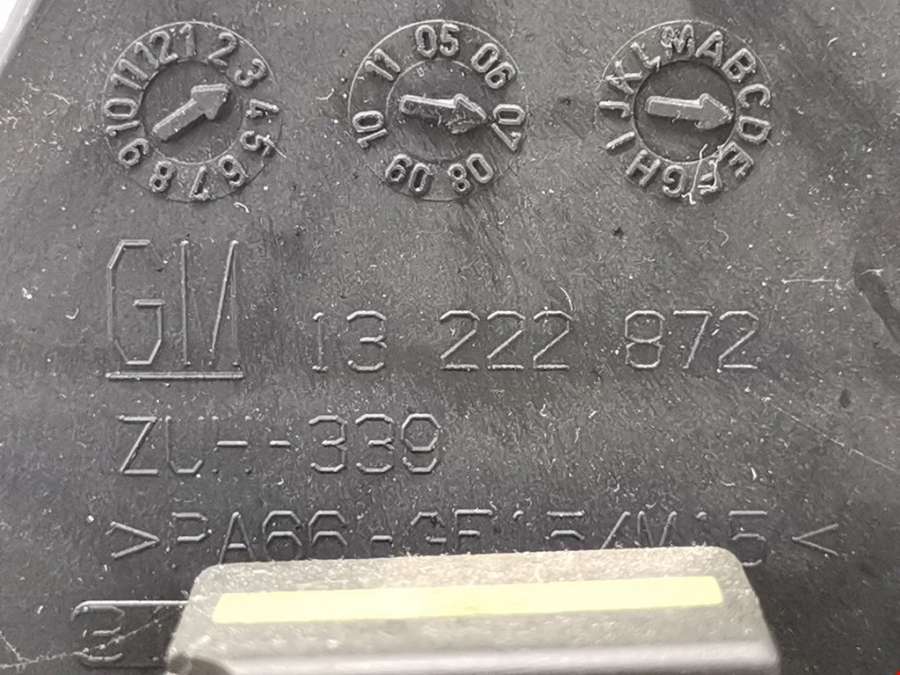 1 2 3 4 5 6 7 8 9 10 11 12
05 06 07 08 09 10 11
A B C D E F G H I J K L M
GM 13 222 872
339
>PA66